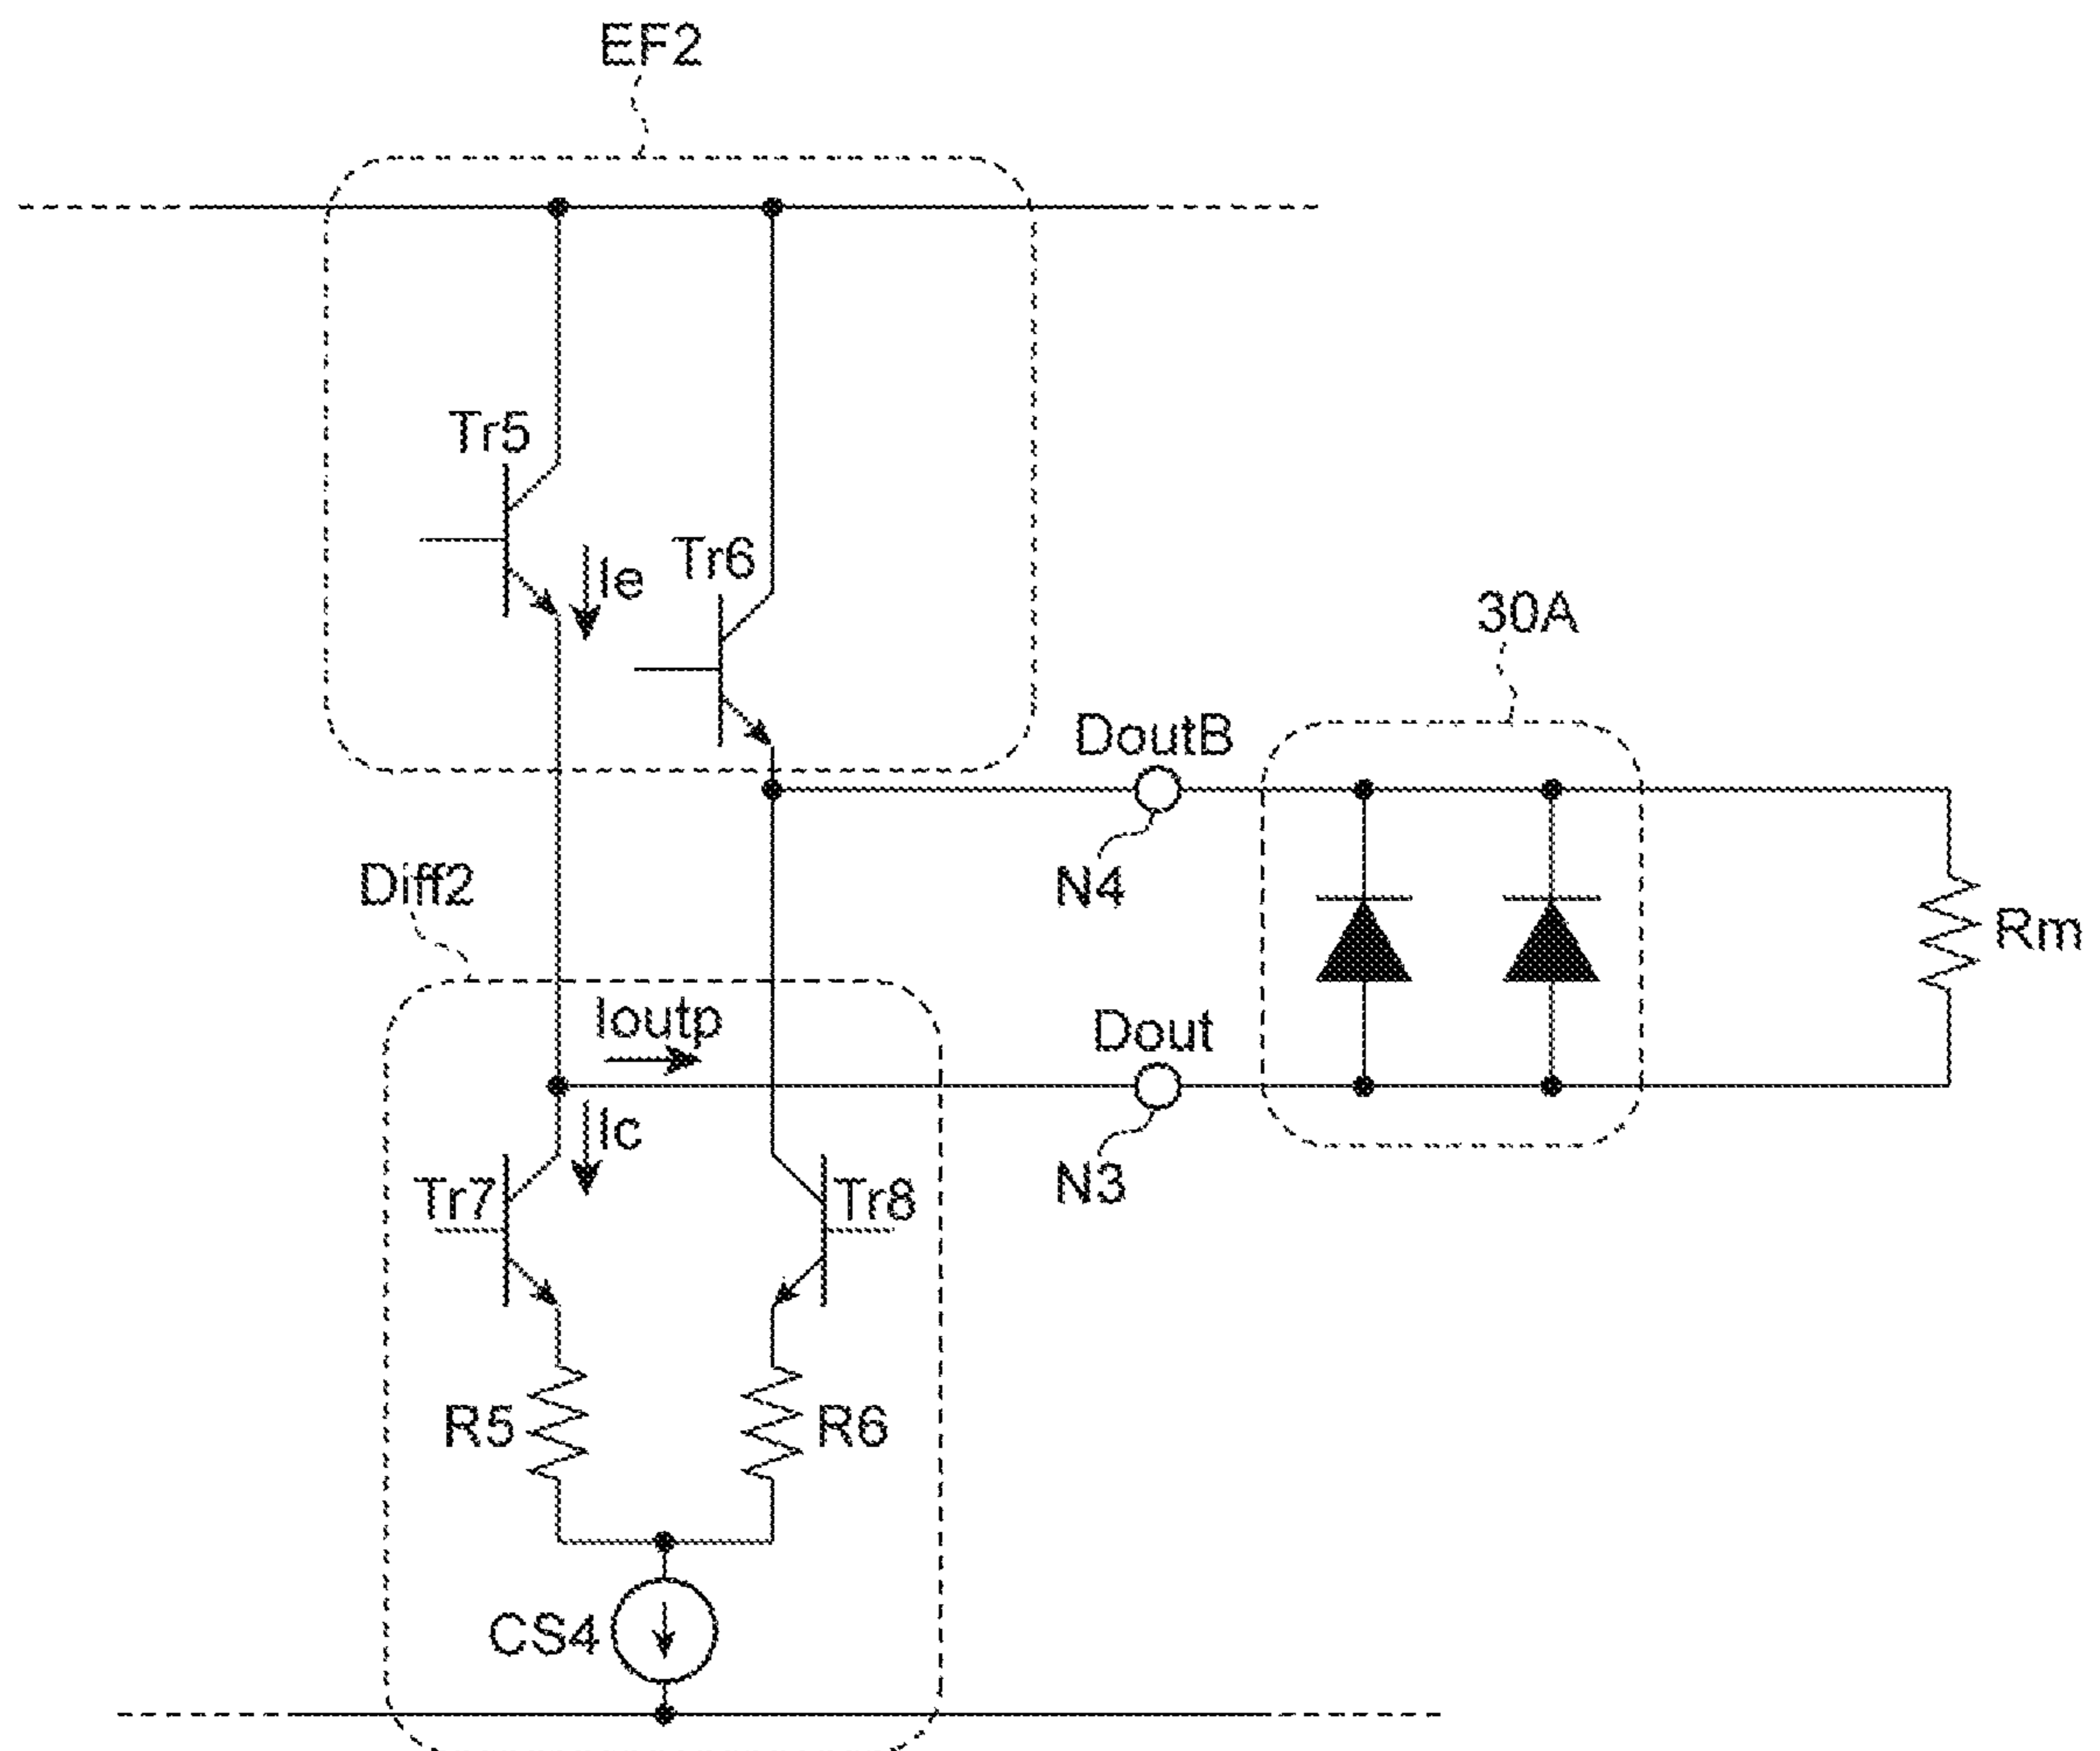 EF2
Tr5
Ie
Tr6
30A
DoutB
N4
Diff2
Rm
Ioutp
Dout
Ic
N3
Tr7
Tr8
R5
R6
CS4